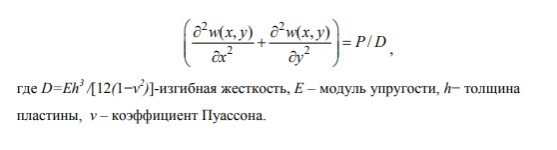 (∂²w(x,y)/∂x² + ∂²w(x,y)/∂y²) = P/D,
где D=Eh³/[12(1−ν²)]-изгибная жесткость, E – модуль упругости, h− толщина
пластины, ν – коэффициент Пуассона.